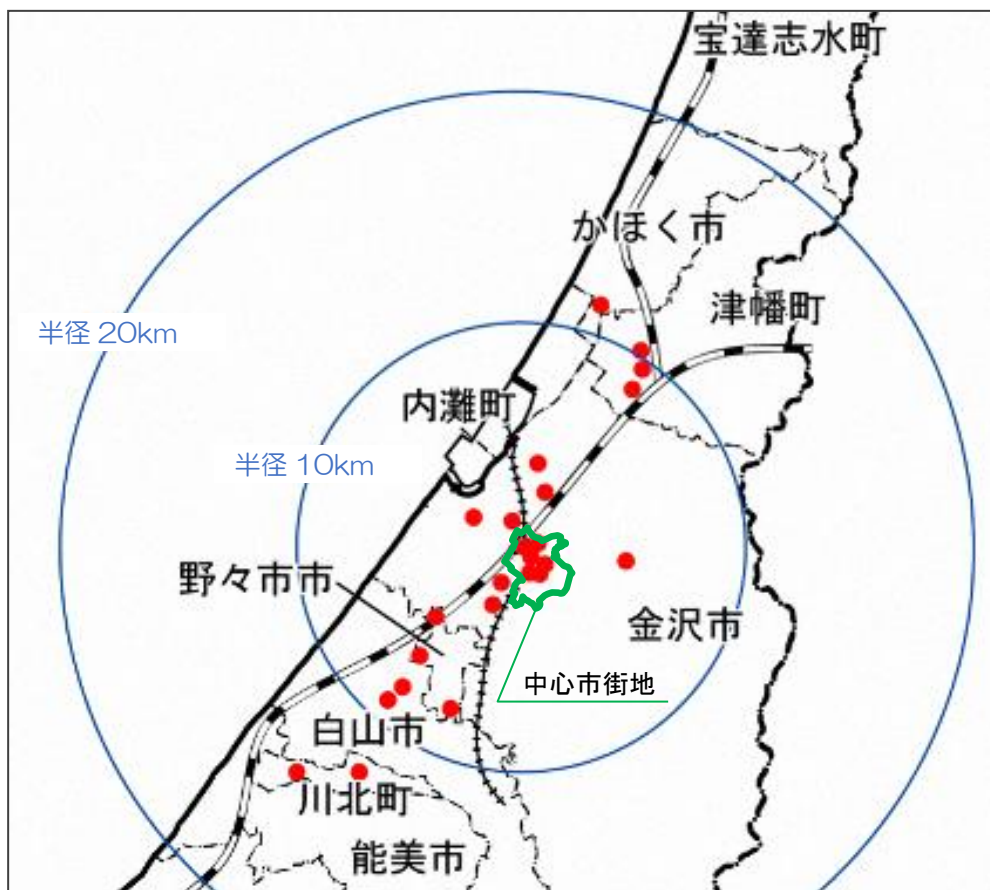 宝達志水町
かほく市
津幡町
半径 20km
内灘町
半径 10km
野々市市
金沢市
中心市街地
白山市
川北町
能美市